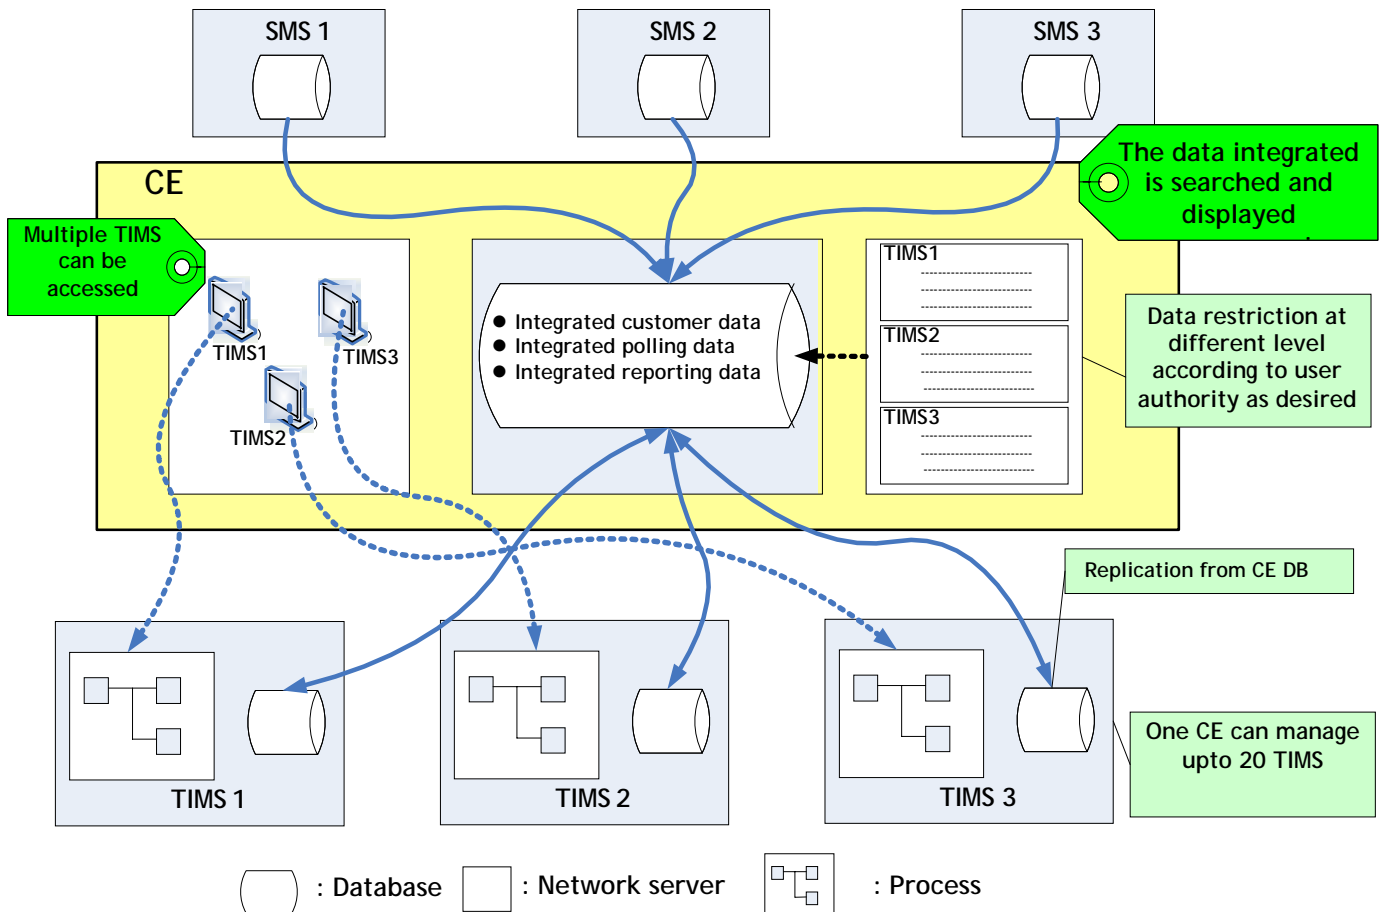 SMS 1
SMS 2
SMS 3
CE
The data integrated
is searched and
displayed
.
Multiple TIMS
can be
accessed
TIMS1
TIMS3
TIMS2
● Integrated customer data
● Integrated polling data
● Integrated reporting data
TIMS1
------------------------
------------------------
------------------------
TIMS2
------------------------
------------------------
------------------------
TIMS3
------------------------
------------------------
------------------------
Data restriction at
different level
according to user
authority as desired
Replication from CE DB
One CE can manage
upto 20 TIMS
TIMS 1
TIMS 2
TIMS 3
: Database
: Network server
: Process